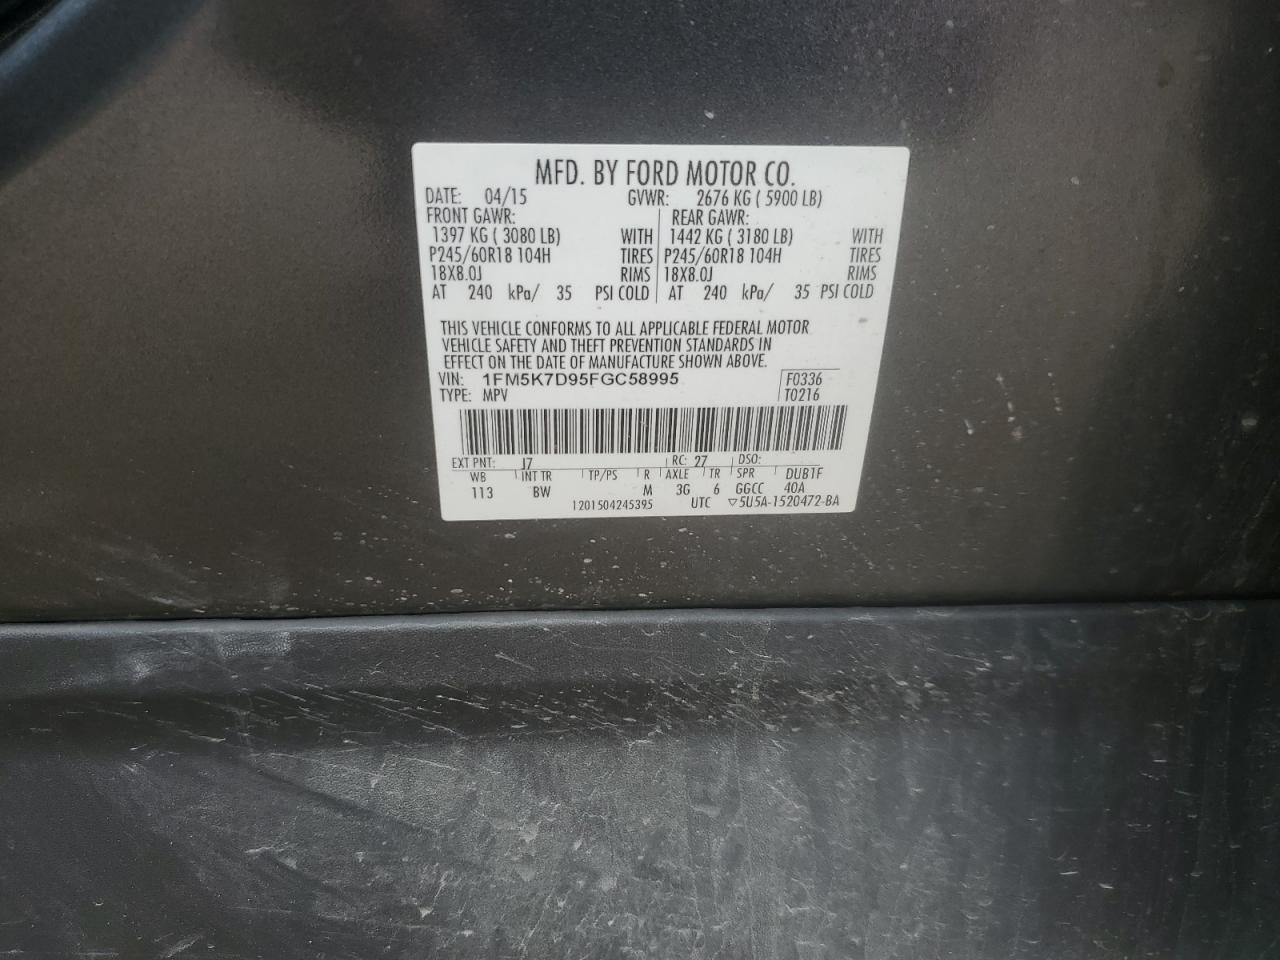 MFD. BY FORD MOTOR CO.
DATE: 04/15 GVWR: 2676 KG ( 5900 LB)
FRONT GAWR: REAR GAWR:
1397 KG ( 3080 LB) WITH 1442 KG ( 3180 LB) WITH
P245/60R18 104H TIRES P245/60R18 104H TIRES
18X8.0J RIMS 18X8.0J RIMS
AT 240 kPa/ 35 PSI COLD AT 240 kPa/ 35 PSI COLD
THIS VEHICLE CONFORMS TO ALL APPLICABLE FEDERAL MOTOR
VEHICLE SAFETY AND THEFT PREVENTION STANDARDS IN
EFFECT ON THE DATE OF MANUFACTURE SHOWN ABOVE.
VIN: 1FM5K7D95FGC58995 F0336
TYPE: MPV T0216
EXT PNT: J7 RC: 27 DSO:
WB INT TR TP/PS R AXLE TR SPR DUB1F
113 BW M 3G 6 GGCC 40A
1201504245395 UTC ▽5U5A-1520472-BA